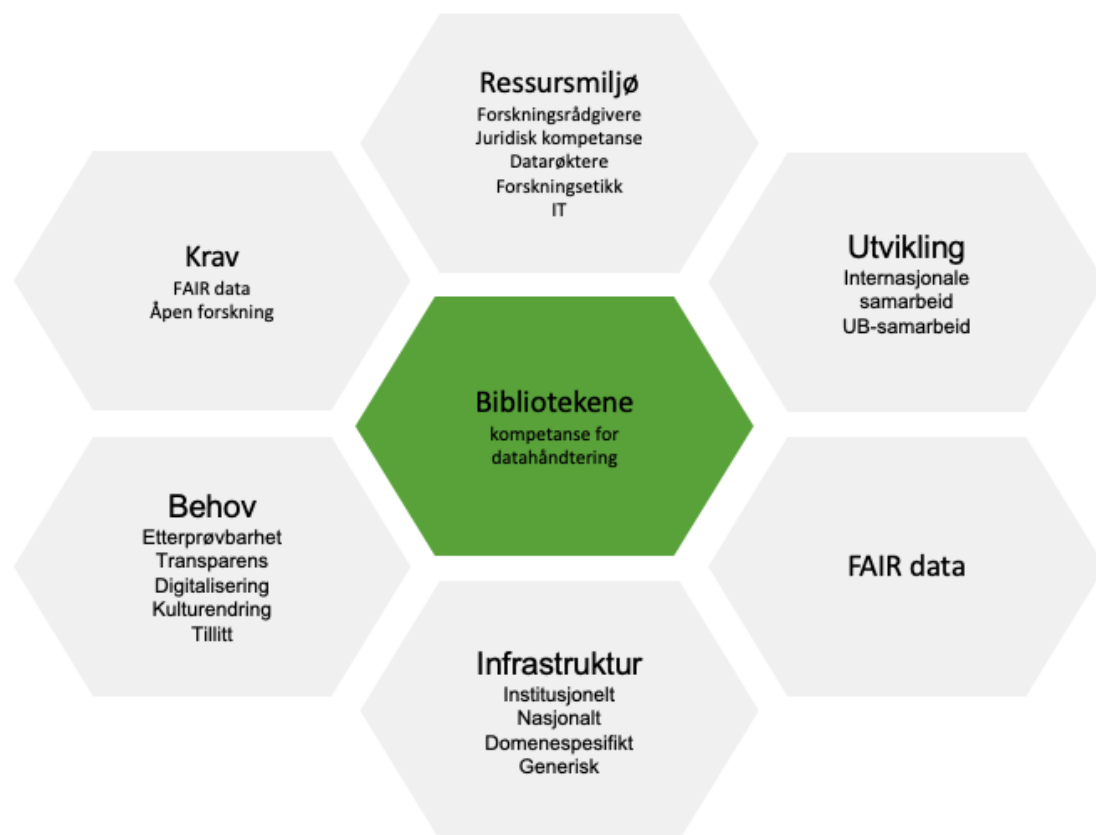 Ressursmiljø
Forskningsrådgivere
Juridisk kompetanse
Datarøktere
Forskningsetikk
IT
Krav
FAIR data
Åpen forskning
Utvikling
Internasjonale
samarbeid
UB-samarbeid
Bibliotekene
kompetanse for
datahåndtering
Behov
Etterprøvbarhet
Transparens
Digitalisering
Kulturendring
Tillitt
FAIR data
Infrastruktur
Institusjonelt
Nasjonalt
Domenespesifikt
Generisk